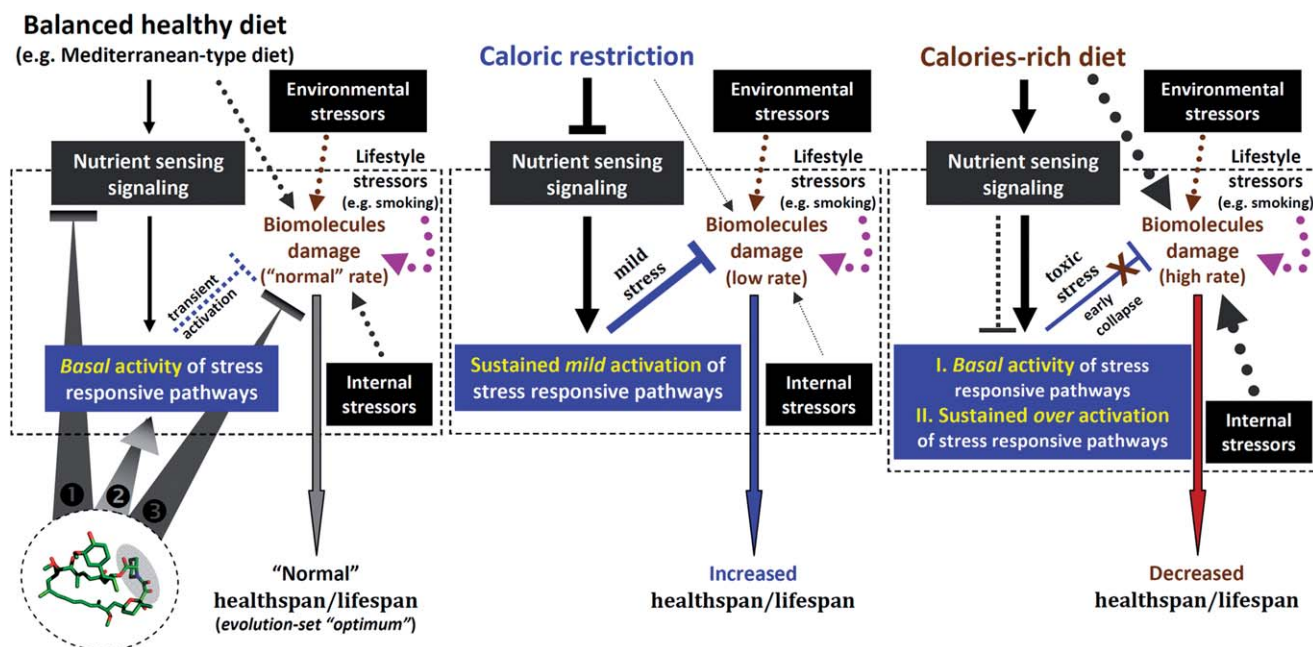 Balanced healthy diet
(e.g. Mediterranean-type diet)
Environmental
stressors
Nutrient sensing
signaling
Lifestyle
stressors
(e.g. smoking)
Biomolecules
damage
(“normal” rate)
transient
activation
Basal activity of stress
responsive pathways
Internal
stressors
1
2
3
“Normal”
healthspan/lifespan
(evolution-set “optimum”)
Caloric restriction
Environmental
stressors
Nutrient sensing
signaling
Lifestyle
stressors
(e.g. smoking)
Biomolecules
damage
(low rate)
mild
stress
Sustained mild activation of
stress responsive pathways
Internal
stressors
Increased
healthspan/lifespan
Calories-rich diet
Environmental
stressors
Nutrient sensing
signaling
Lifestyle
stressors
(e.g. smoking)
Biomolecules
damage
(high rate)
toxic
stress
X
early
collapse
I. Basal activity of stress
responsive pathways
II. Sustained over activation
of stress responsive pathways
Internal
stressors
Decreased
healthspan/lifespan